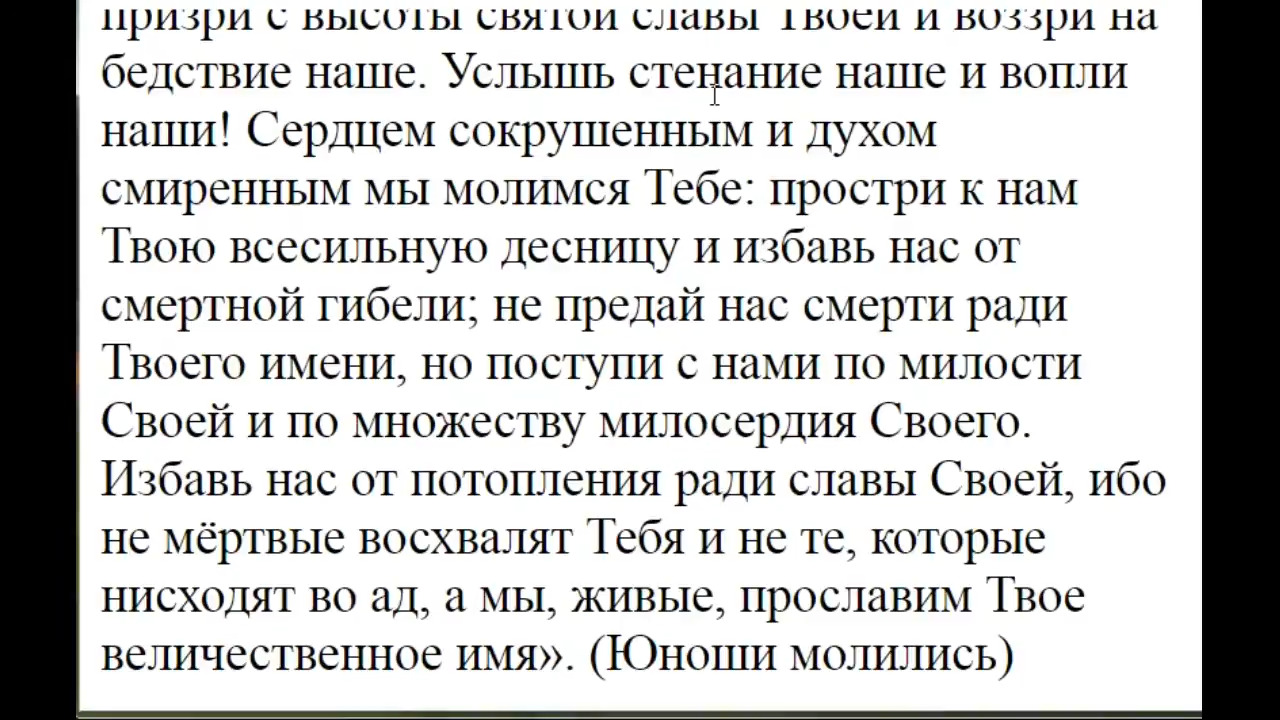 призри с высоты святой славы Твоей и воззри на
бедствие наше. Услышь стенание наше и вопли
наши! Сердцем сокрушенным и духом
смиренным мы молимся Тебе: простри к нам
Твою всесильную десницу и избавь нас от
смертной гибели; не предай нас смерти ради
Твоего имени, но поступи с нами по милости
Своей и по множеству милосердия Своего.
Избавь нас от потопления ради славы Своей, ибо
не мёртвые восхвалят Тебя и не те, которые
нисходят во ад, а мы, живые, прославим Твое
величественное имя». (Юноши молились)